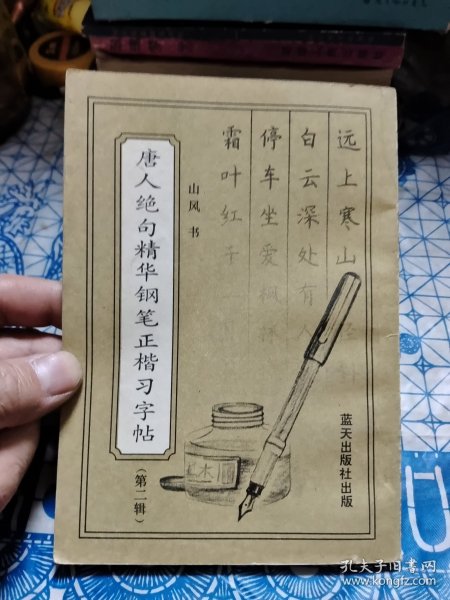 远上寒山
白云深处有人
停车坐爱枫林
霜叶红于
山风 书
唐人绝句精华钢笔正楷习字帖
(第二辑)
蓝天出版社出版
孔夫子旧书网
www.kongfz.com